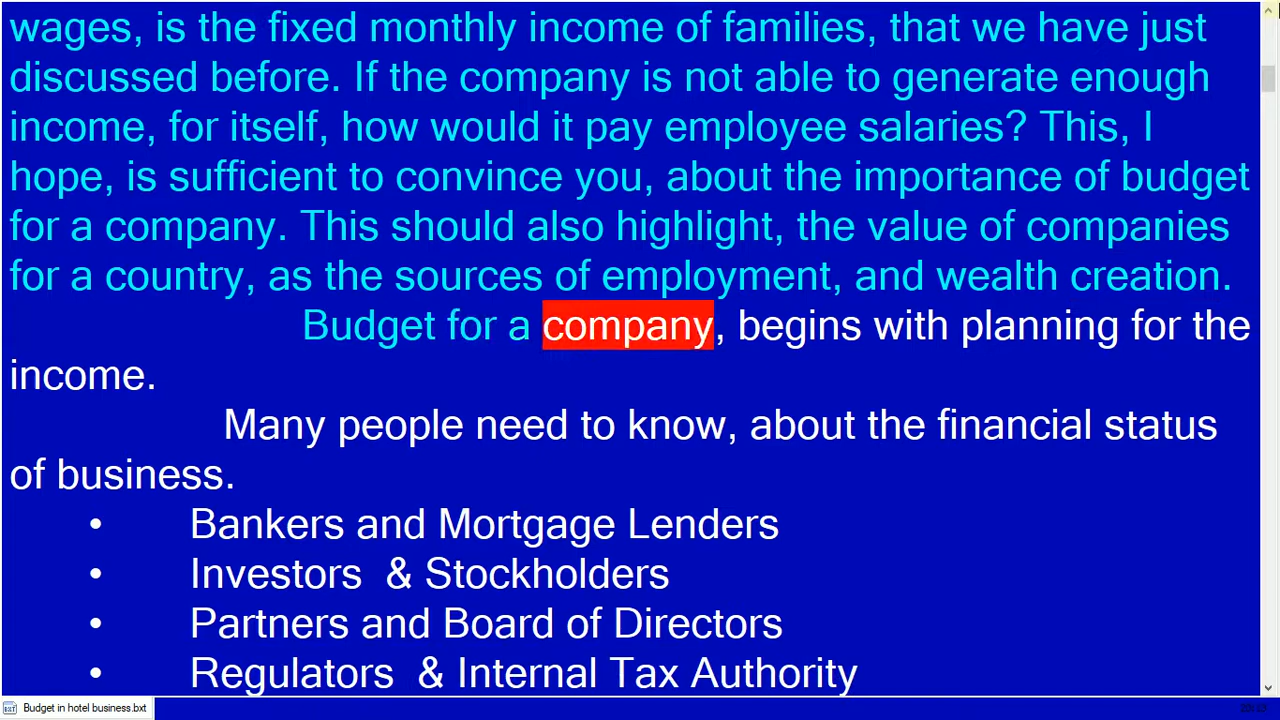 wages, is the fixed monthly income of families, that we have just
discussed before. If the company is not able to generate enough
income, for itself, how would it pay employee salaries? This, I
hope, is sufficient to convince you, about the importance of budget
for a company. This should also highlight, the value of companies
for a country, as the sources of employment, and wealth creation.
Budget for a company, begins with planning for the
income.
Many people need to know, about the financial status
of business.
• Bankers and Mortgage Lenders
• Investors & Stockholders
• Partners and Board of Directors
• Regulators & Internal Tax Authority
Budget in hotel business.bxt